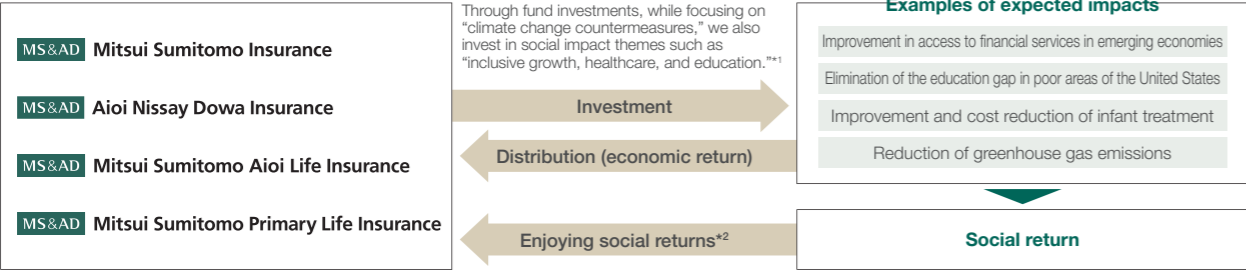 MS&AD Mitsui Sumitomo Insurance
MS&AD Aioi Nissay Dowa Insurance
MS&AD Mitsui Sumitomo Aioi Life Insurance
MS&AD Mitsui Sumitomo Primary Life Insurance
Through fund investments, while focusing on
“climate change countermeasures,” we also
invest in social impact themes such as
“inclusive growth, healthcare, and education.”*1
Investment
Distribution (economic return)
Enjoying social returns*2
Examples of expected impacts
Improvement in access to financial services in emerging economies
Elimination of the education gap in poor areas of the United States
Improvement and cost reduction of infant treatment
Reduction of greenhouse gas emissions
Social return